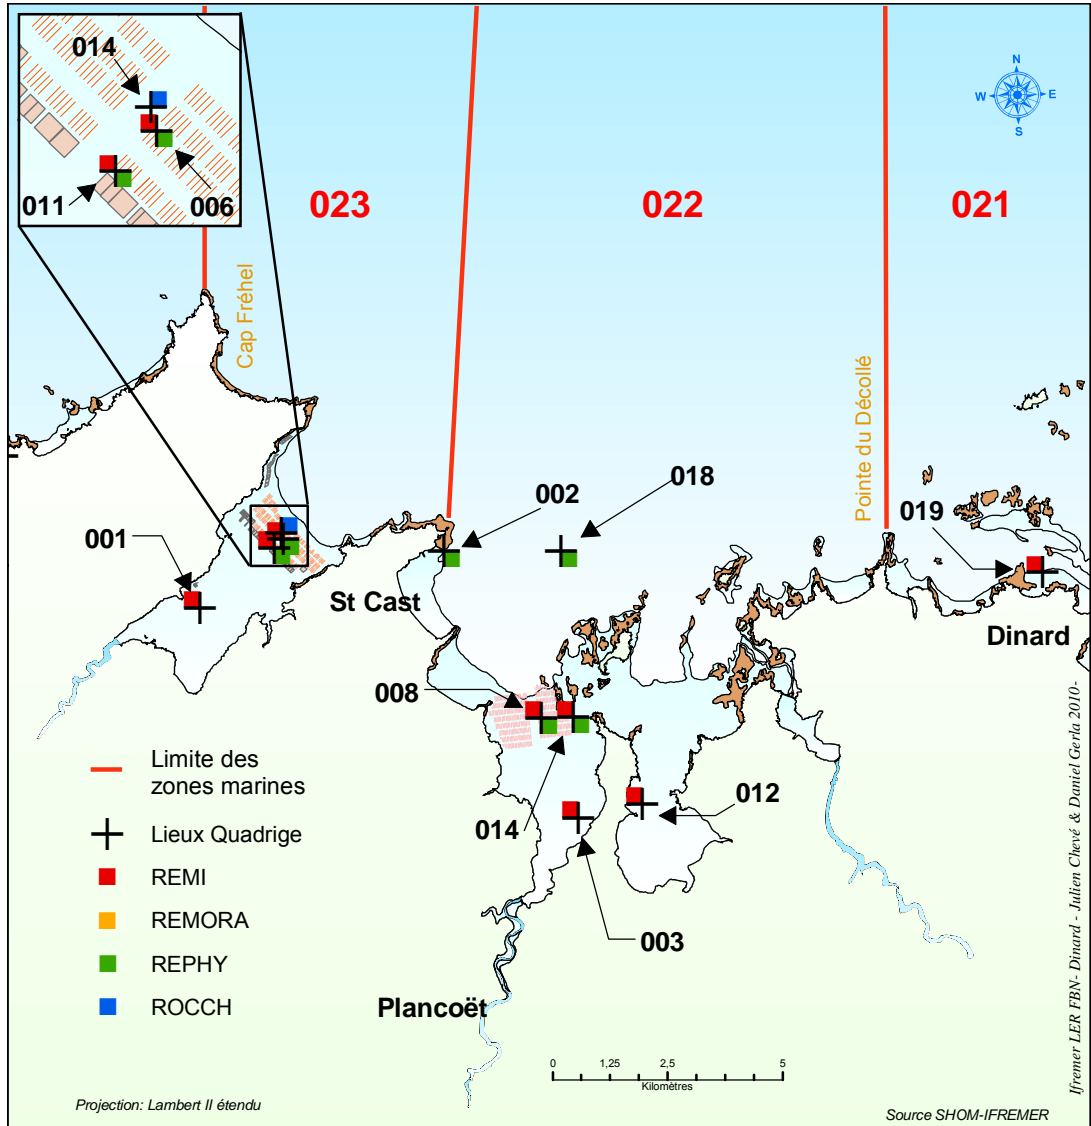 014
011
006
023
022
021
N
W
E
S
Cap Fréhel
Pointe du Décollé
002
018
019
001
St Cast
Dinard
008
014
012
003
Plancoët
Limite des
zones marines
Lieux Quadrige
REMI
REMORA
REPHY
ROCCH
0 1,25 2,5 5
Kilomètres
Projection: Lambert II étendu
Source SHOM-IFREMER
Ifremer LER FBN- Dinard - Julien Chevé & Daniel Gerla 2010-